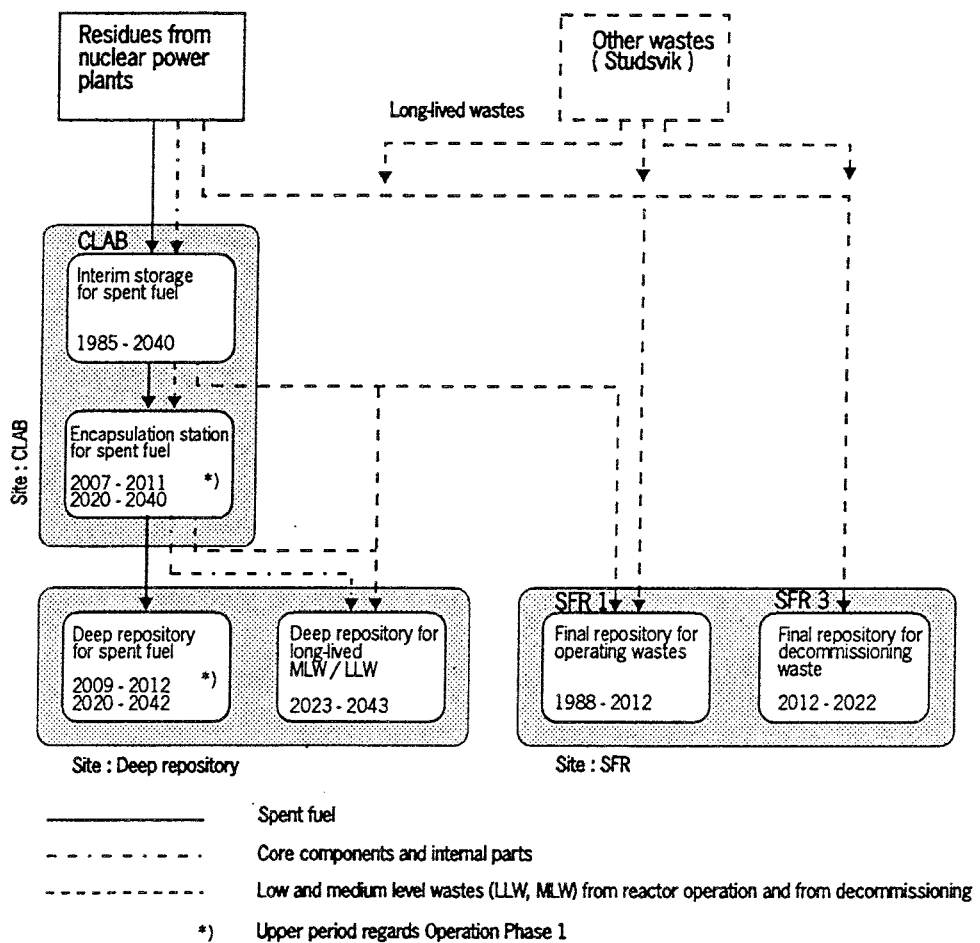 Residues from
nuclear power
plants
Other wastes
( Studsvik )
Long-lived wastes
CLAB
Interim storage
for spent fuel
1985 - 2040
Site : CLAB
Encapsulation station
for spent fuel
2007 - 2011 *)
2020 - 2040
Deep repository
for spent fuel
2009 - 2012 *)
2020 - 2042
Deep repository for
long-lived
MLW / LLW
2023 - 2043
Site : Deep repository
SFR 1
Final repository for
operating wastes
1988 - 2012
SFR 3
Final repository for
decommissioning
waste
2012 - 2022
Site : SFR
Spent fuel
Core components and internal parts
Low and medium level wastes (LLW, MLW) from reactor operation and from decommissioning
*) Upper period regards Operation Phase 1